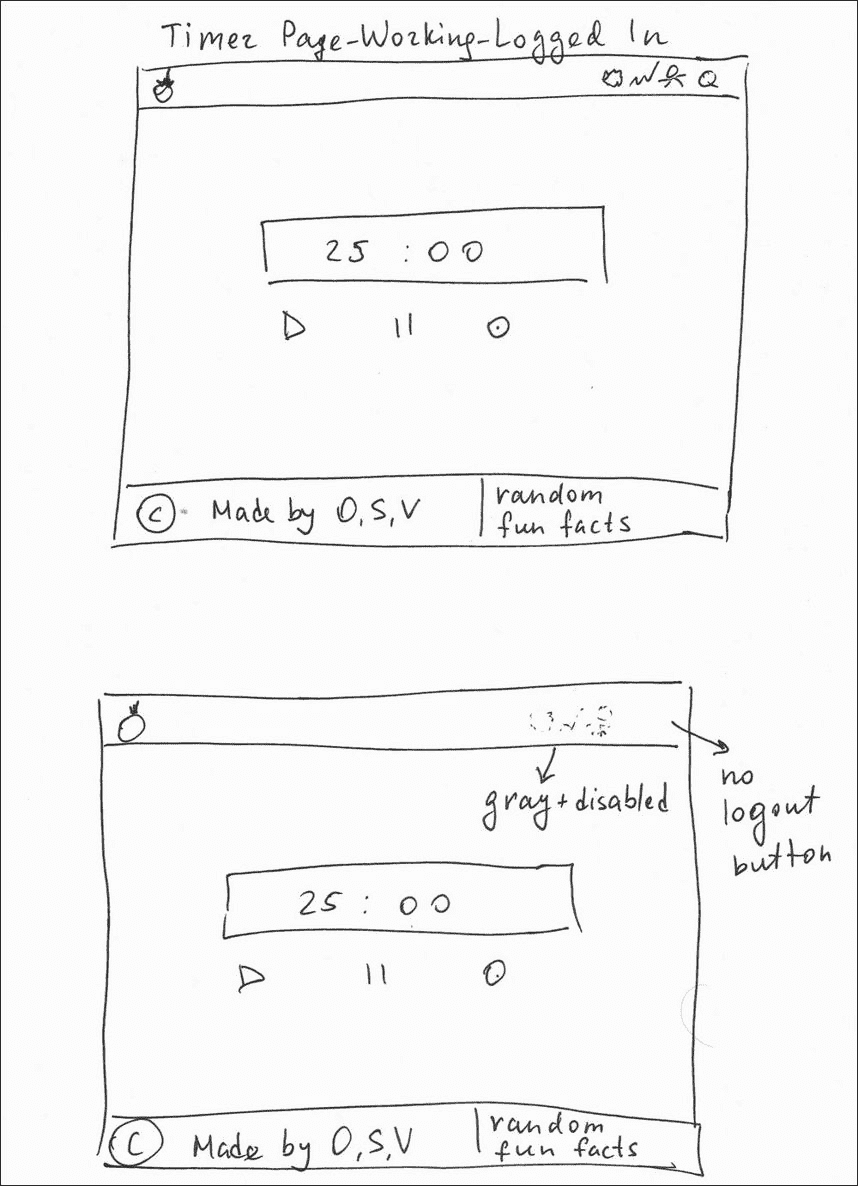 Timer Page-Working-Logged In
25 : 00
C Made by O, S, V
random
fun facts
gray + disabled
no
logout
button
25 : 00
C Made by O, S, V
random
fun facts